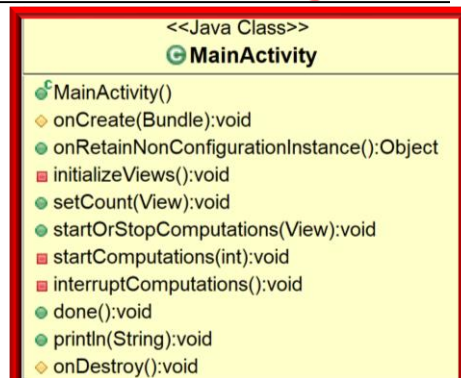 <<Java Class>>
MainActivity
MainActivity()
onCreate(Bundle):void
onRetainNonConfigurationInstance():Object
initializeViews():void
setCount(View):void
startOrStopComputations(View):void
startComputations(int):void
interruptComputations():void
done():void
println(String):void
onDestroy():void